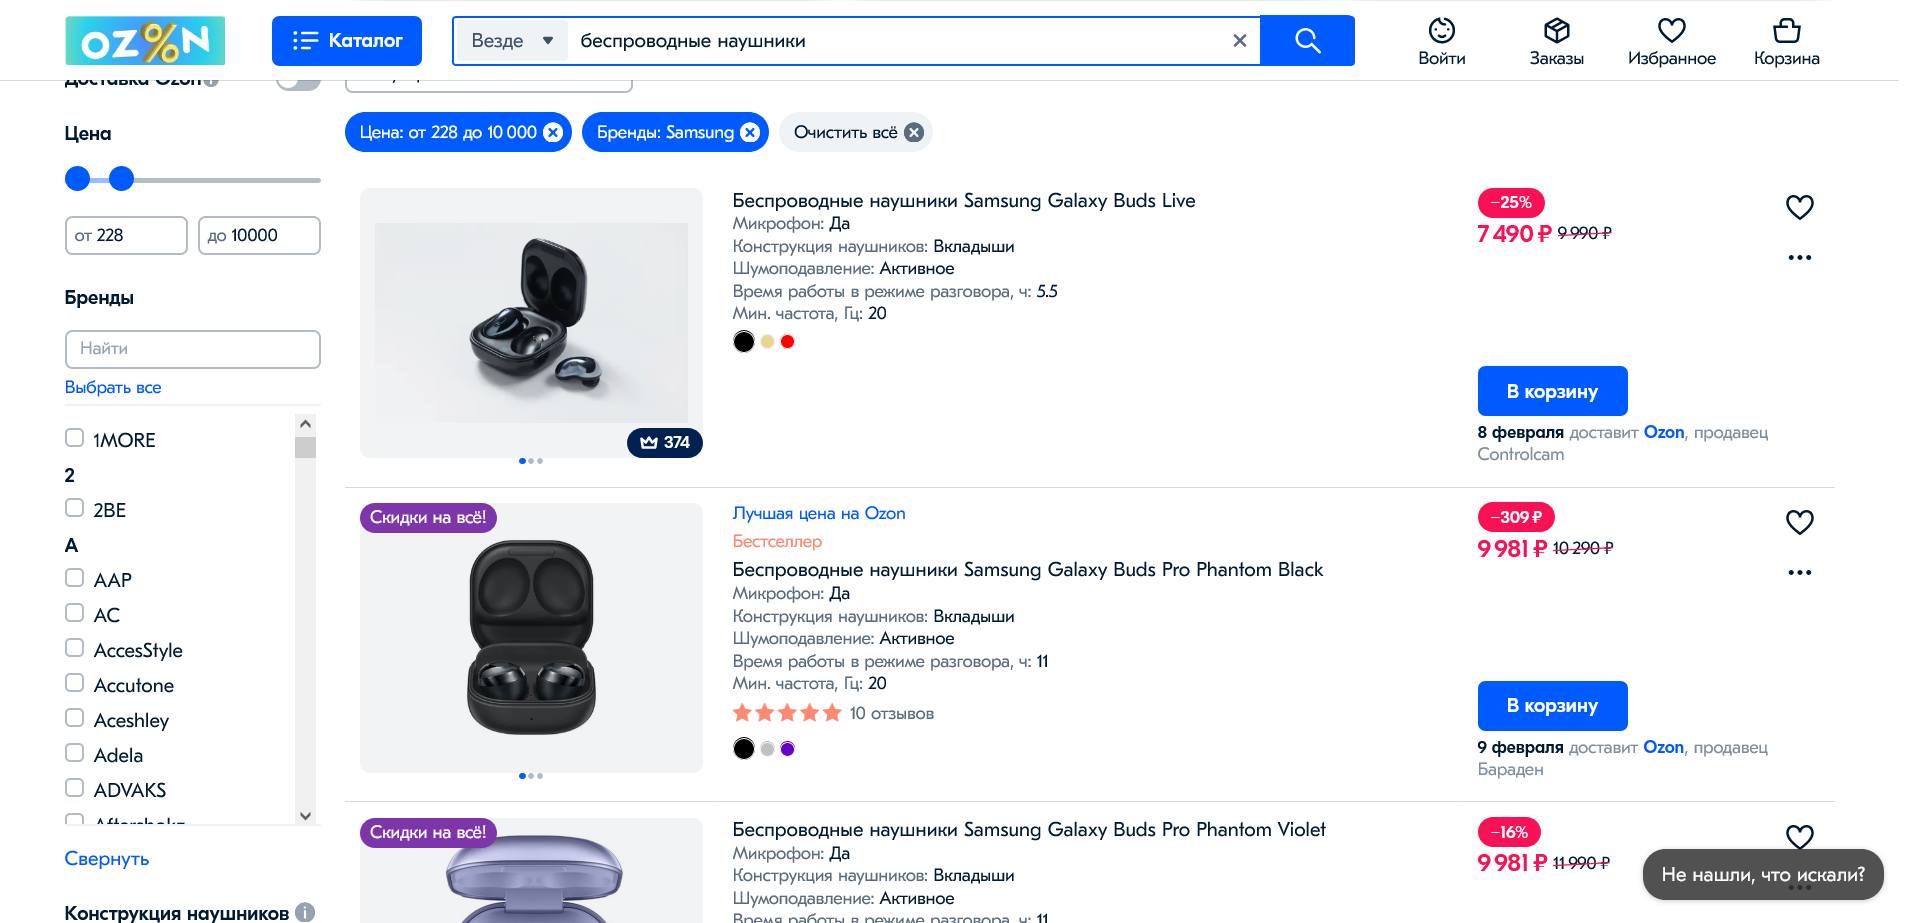 OZ%N
Каталог
Везде
беспроводные наушники
Войти
Заказы
Избранное
Корзина
Доставка Ozon
Цена
от 228
до 10000
Бренды
Найти
Выбрать все
1MORE
2
2BE
A
AAP
AC
AccesStyle
Accutone
Aceshley
Adela
ADVAKS
Aftershokz
Свернуть
Конструкция наушников
Цена: от 228 до 10 000
Бренды: Samsung
Очистить всё
374
Беспроводные наушники Samsung Galaxy Buds Live
Микрофон: Да
Конструкция наушников: Вкладыши
Шумоподавление: Активное
Время работы в режиме разговора, ч: 5.5
Мин. частота, Гц: 20
−25%
7 490 ₽ 9 990 ₽
В корзину
8 февраля доставит Ozon, продавец
Controlcam
Скидки на всё!
Лучшая цена на Ozon
Бестселлер
Беспроводные наушники Samsung Galaxy Buds Pro Phantom Black
Микрофон: Да
Конструкция наушников: Вкладыши
Шумоподавление: Активное
Время работы в режиме разговора, ч: 11
Мин. частота, Гц: 20
10 отзывов
−309 ₽
9 981 ₽ 10 290 ₽
В корзину
9 февраля доставит Ozon, продавец
Бараден
Скидки на всё!
Беспроводные наушники Samsung Galaxy Buds Pro Phantom Violet
Микрофон: Да
Конструкция наушников: Вкладыши
Шумоподавление: Активное
Время работы в режиме разговора, ч: 11
−16%
9 981 ₽ 11 990 ₽
Не нашли, что искали?